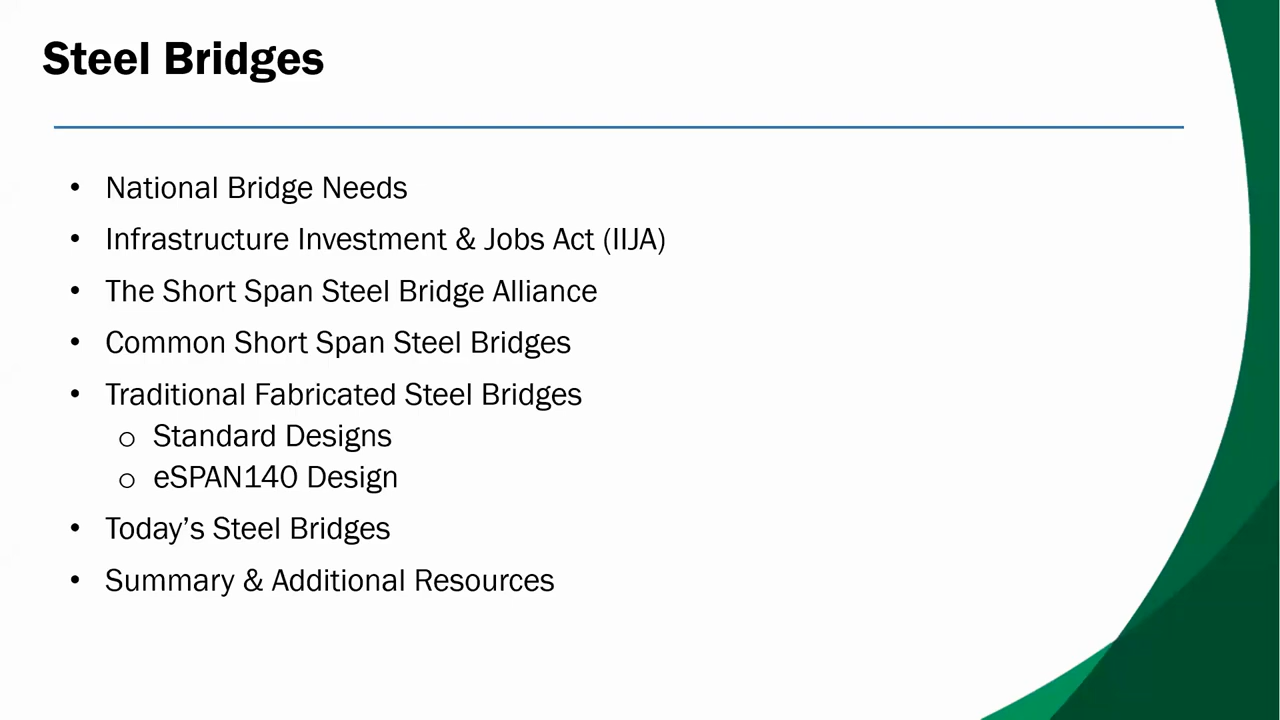 Steel Bridges
• National Bridge Needs
• Infrastructure Investment & Jobs Act (IIJA)
• The Short Span Steel Bridge Alliance
• Common Short Span Steel Bridges
• Traditional Fabricated Steel Bridges
o Standard Designs
o eSPAN140 Design
• Today’s Steel Bridges
• Summary & Additional Resources